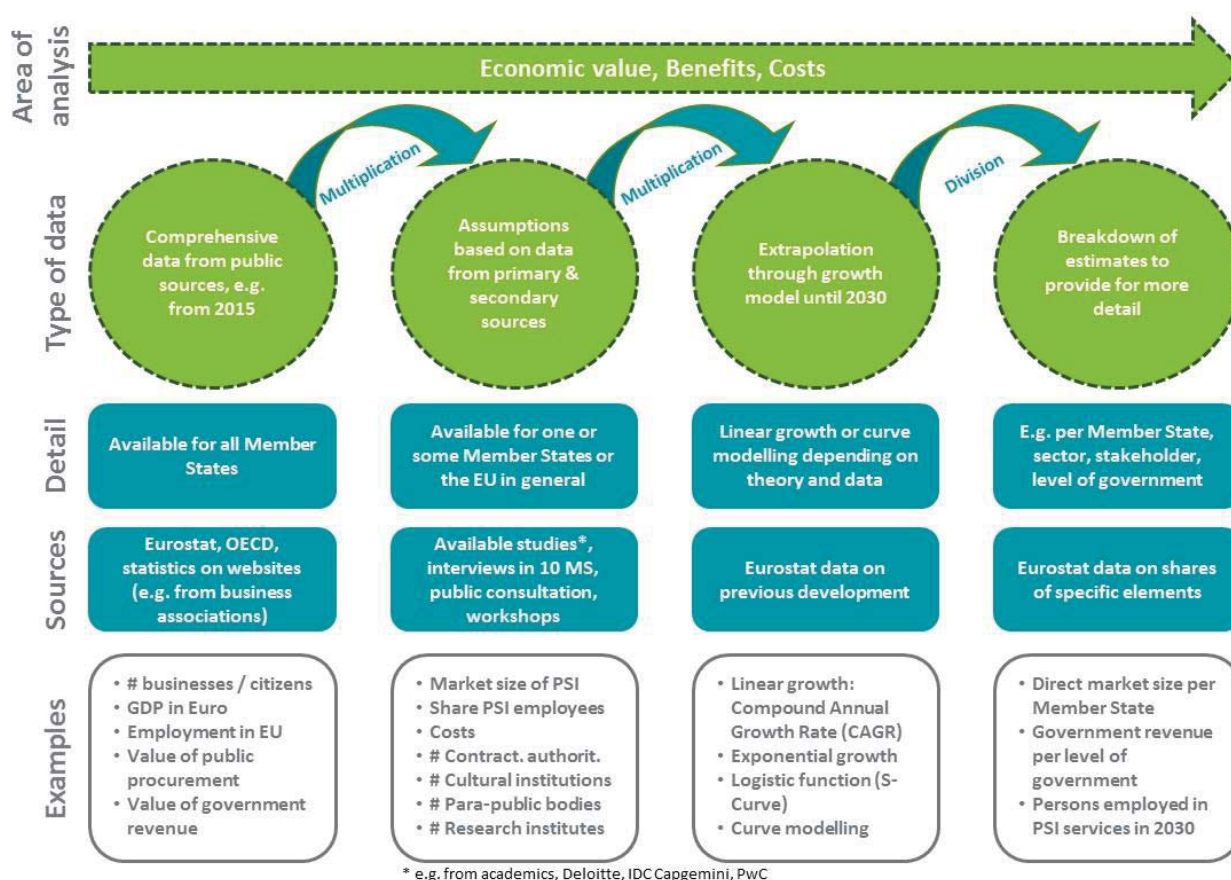 Area of
analysis
Economic value, Benefits, Costs
Multiplication
Multiplication
Division
Type of data
Comprehensive
data from public
sources, e.g.
from 2015
Assumptions
based on data
from primary &
secondary
sources
Extrapolation
through growth
model until 2030
Breakdown of
estimates to
provide for more
detail
Detail
Available for all Member
States
Available for one or
some Member States or
the EU in general
Linear growth or curve
modelling depending on
theory and data
E.g. per Member State,
sector, stakeholder,
level of government
Sources
Eurostat, OECD,
statistics on websites
(e.g. from business
associations)
Available studies*,
interviews in 10 MS,
public consultation,
workshops
Eurostat data on
previous development
Eurostat data on shares
of specific elements
Examples
• # businesses / citizens
• GDP in Euro
• Employment in EU
• Value of public
procurement
• Value of government
revenue
• Market size of PSI
• Share PSI employees
• Costs
• # Contract. authorit.
• # Cultural institutions
• # Para-public bodies
• # Research institutes
• Linear growth:
Compound Annual
Growth Rate (CAGR)
• Exponential growth
• Logistic function (S-
Curve)
• Curve modelling
• Direct market size per
Member State
• Government revenue
per level of
government
• Persons employed in
PSI services in 2030
* e.g. from academics, Deloitte, IDC Capgemini, PwC